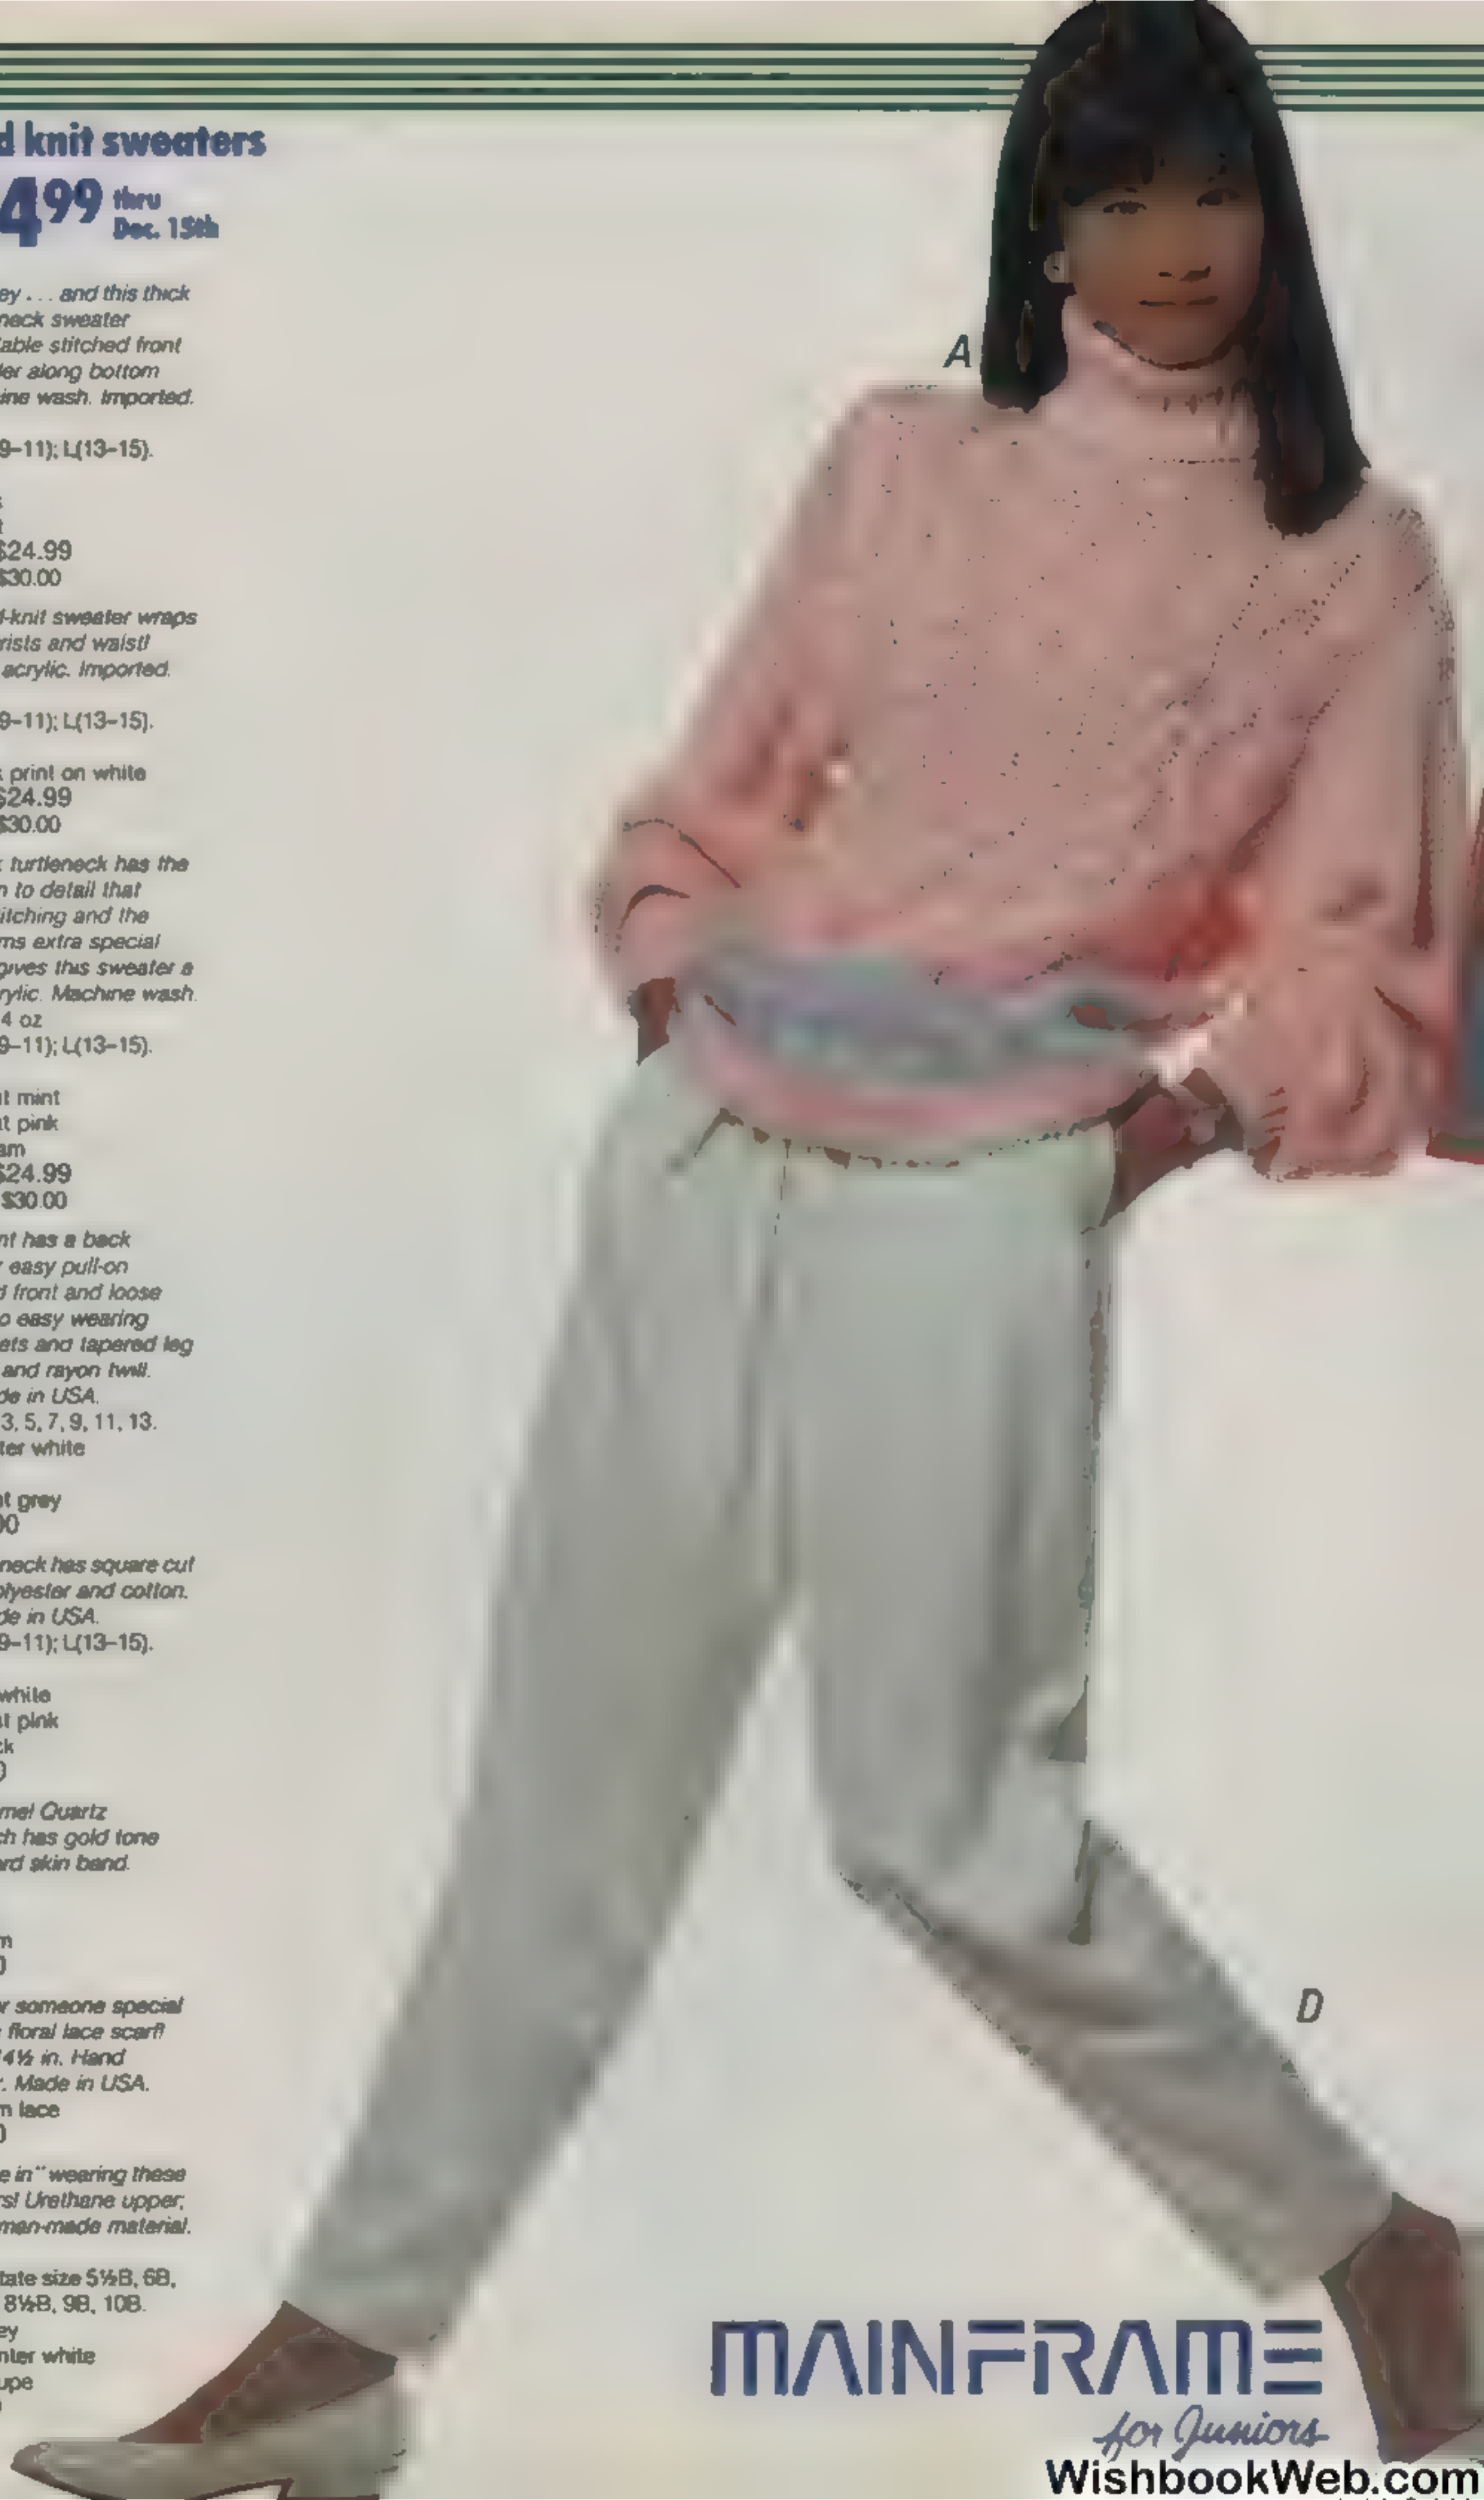 d knit sweaters
499 thru
Dec. 15th
ey . . . and this thick
neck sweater
able stitched front
er along bottom
ine wash. Imported.
9–11); L(13–15).
$24.99
$30.00
-knit sweater wraps
rists and waist!
acrylic. Imported.
9–11); L(13–15).
print on white
$24.99
$30.00
turtleneck has the
n to detail that
itching and the
ms extra special
gives this sweater a
rylic. Machine wash.
4 oz
9–11); L(13–15).
t mint
t pink
am
$24.99
$30.00
nt has a back
r easy pull-on
d front and loose
o easy wearing
ets and tapered leg
and rayon twill.
de in USA.
3, 5, 7, 9, 11, 13.
ter white
t grey
00
neck has square cut
olyester and cotton.
de in USA.
9–11); L(13–15).
white
t pink
ck
0
me! Quartz
ch has gold tone
ard skin band.
m
0
r someone special
floral lace scarf!
4½ in. Hand
r. Made in USA.
m lace
0
e in" wearing these
rs! Urethane upper;
man-made material.
tate size 5½B, 6B,
8½B, 9B, 10B.
ey
nter white
upe
A
D
MAINFRAME
for Juniors
WishbookWeb.com